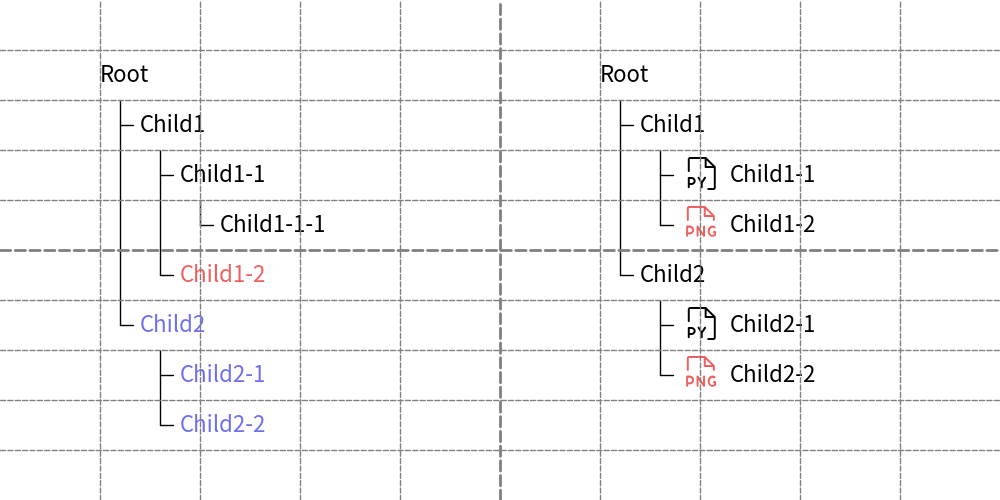 Root
Child1
Child1-1
Child1-1-1
Child1-2
Child2
Child2-1
Child2-2
Root
Child1
PY Child1-1
PNG Child1-2
Child2
PY Child2-1
PNG Child2-2